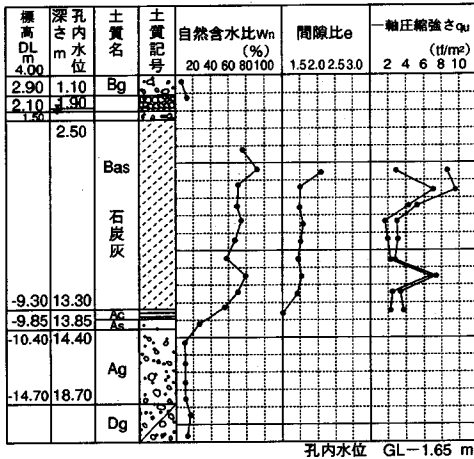 標高 DL m
深さ m
孔内水位
土質名
土質記号
自然含水比Wn (%)
間隙比e
一軸圧縮強さqu (tf/m²)
20 40 60 80 100
1.5 2.0 2.5 3.0
2 4 6 8 10
4.00
2.90 1.10 Bg
2.10 1.90
1.50
2.50
Bas
石炭灰
-9.30 13.30
Ac
-9.85 13.85
As
-10.40 14.40
Ag
-14.70 18.70
Dg
孔内水位 GL-1.65 m